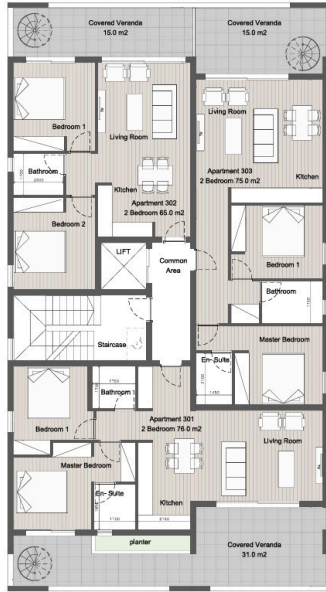 Covered Veranda
15.0 m2
Covered Veranda
15.0 m2
Bedroom 1
Living Room
Living Room
Bathroom
Apartment 303
2 Bedroom 75.0 m2
Kitchen
Kitchen
Apartment 302
2 Bedroom 65.0 m2
Bedroom 2
LIFT
Common
Area
Bedroom 1
Bathroom
Staircase
Master Bedroom
En- Suite
Bathroom
Apartment 301
2 Bedroom 76.0 m2
Bedroom 1
Living Room
Master Bedroom
En- Suite
Kitchen
planter
Covered Veranda
31.0 m2